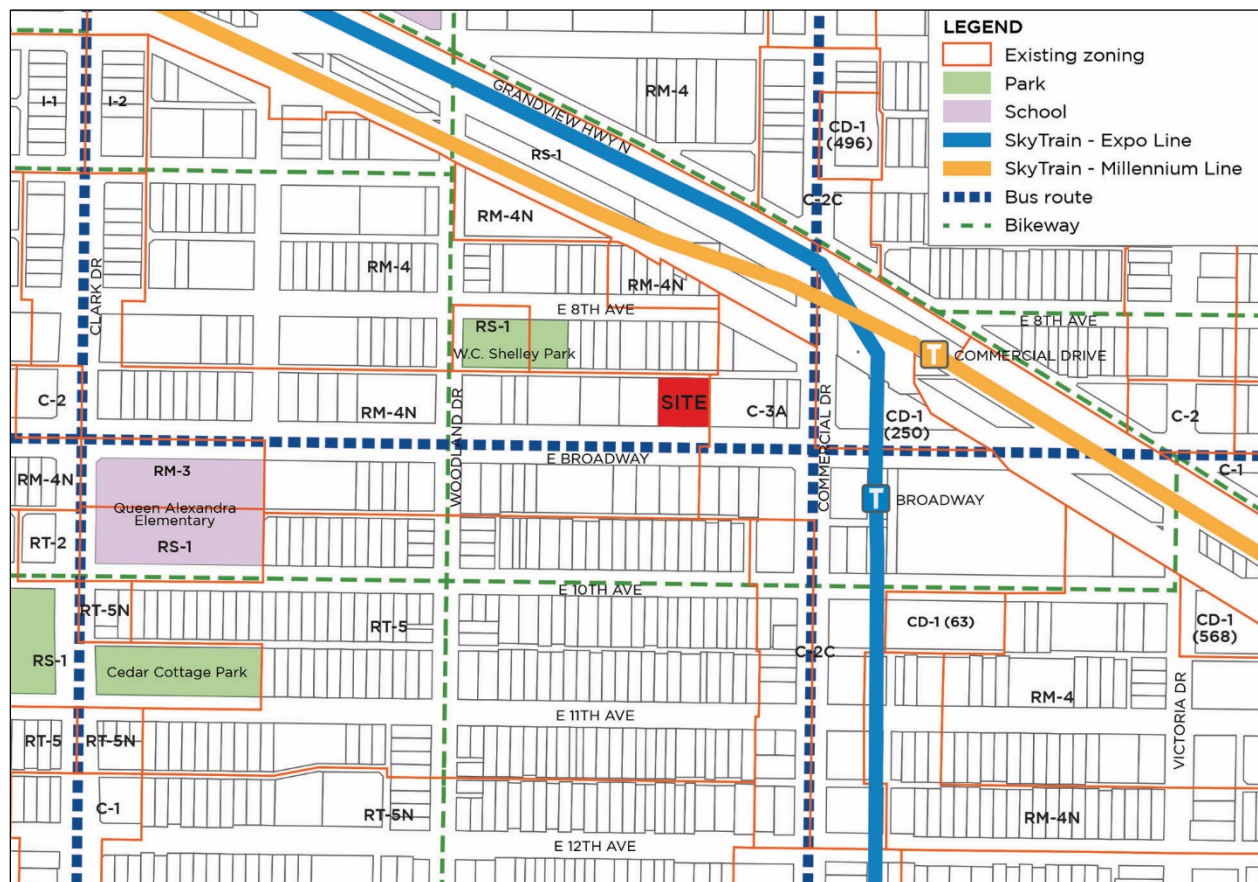 LEGEND
Existing zoning
Park
School
SkyTrain - Expo Line
SkyTrain - Millennium Line
Bus route
Bikeway
I-1
I-2
RM-4
GRANDVIEW HWY N
CD-1
(496)
RS-1
C-2C
RM-4N
RM-4
RM-4N
CLARK DR
E 8TH AVE
E 8TH AVE
RS-1
W.C. Shelley Park
COMMERCIAL DRIVE
T
C-2
RM-4N
WOODLAND DR
SITE
C-3A
CD-1
(250)
C-2
E BROADWAY
COMMERCIAL DR
C-1
RM-4N
RM-3
Queen Alexandra
Elementary
RS-1
T
BROADWAY
RT-2
E 10TH AVE
RT-5N
RT-5
CD-1 (63)
CD-1
(568)
RS-1
Cedar Cottage Park
C-2C
RM-4
VICTORIA DR
E 11TH AVE
RT-5
RT-5N
C-1
RT-5N
RM-4N
E 12TH AVE